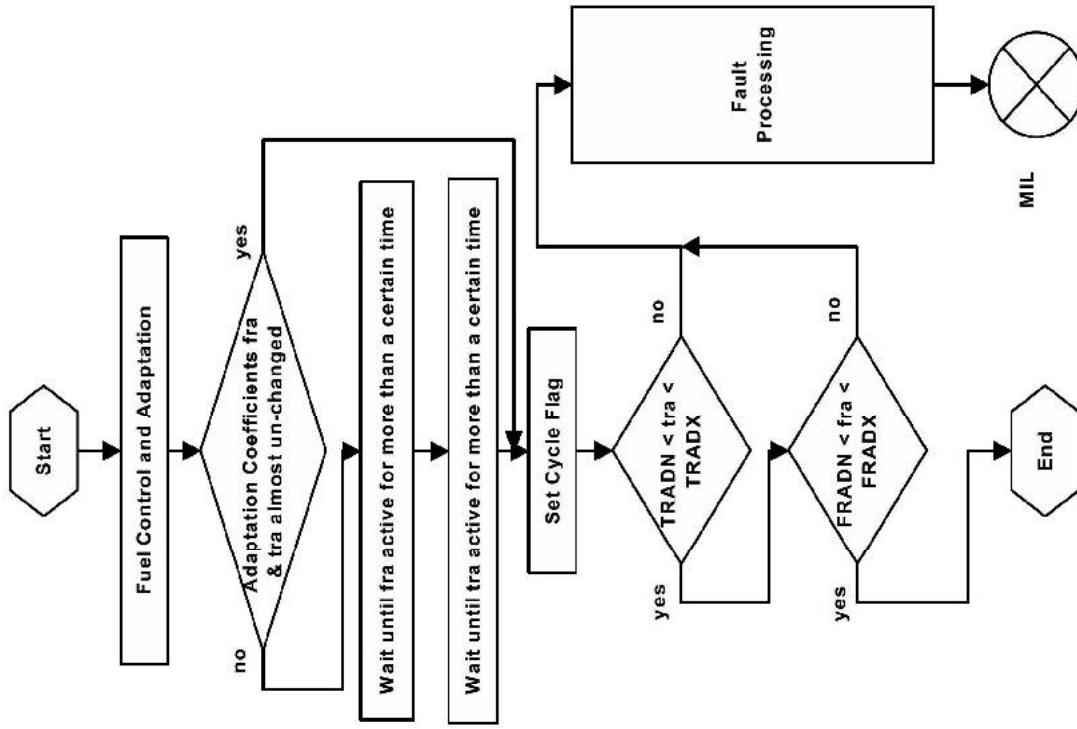 Start
Fuel Control and Adaptation
Adaptation Coefficients fra
& tra almost un-changed
yes
no
Wait until fra active for more than a certain time
Wait until tra active for more than a certain time
Set Cycle Flag
TRADN < tra <
TRADX
no
yes
FRADN < fra <
FRADX
no
yes
End
Fault
Processing
MIL